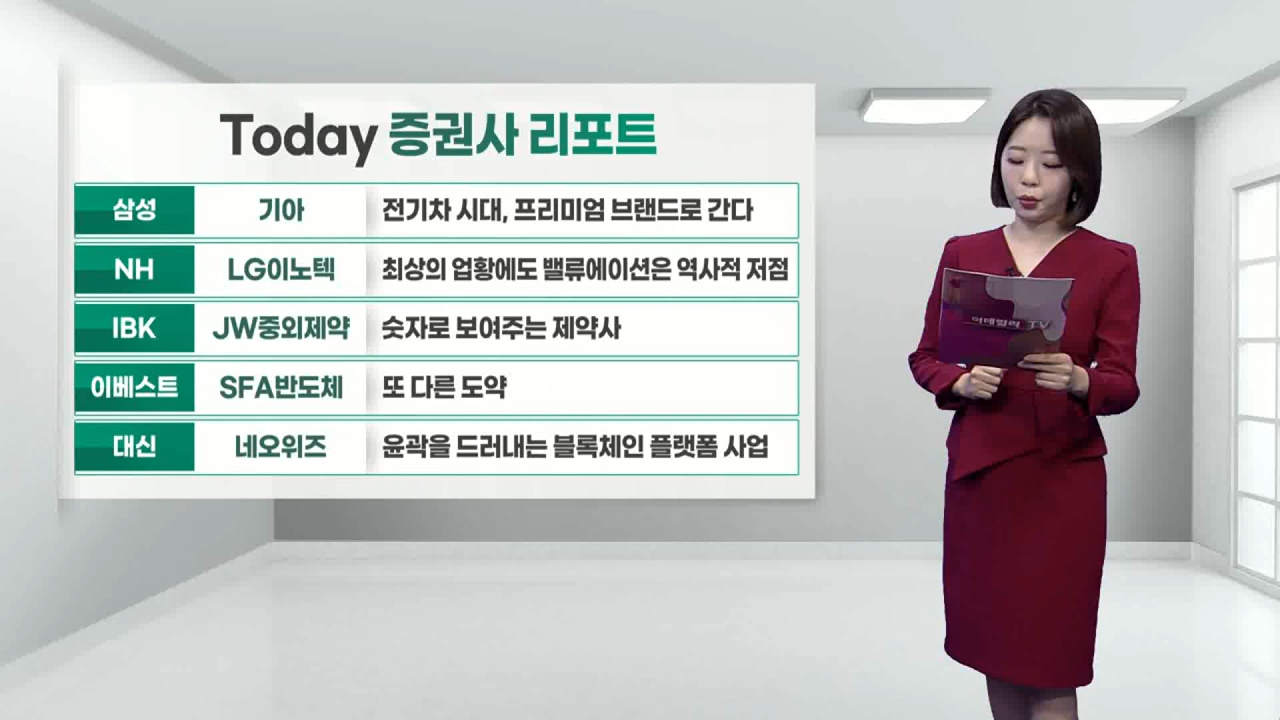 Today 증권사 리포트
삼성 기아 전기차 시대, 프리미엄 브랜드로 간다
NH LG이노텍 최상의 업황에도 밸류에이션은 역사적 저점
IBK JW중외제약 숫자로 보여주는 제약사
이베스트 SFA반도체 또 다른 도약
대신 네오위즈 윤곽을 드러내는 블록체인 플랫폼 사업
이데일리 TV